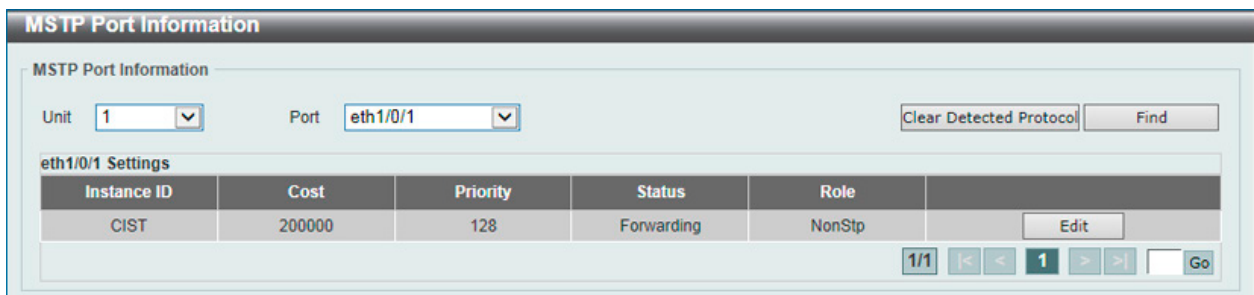 MSTP Port Information
MSTP Port Information
Unit 1 Port eth1/0/1 Clear Detected Protocol Find
eth1/0/1 Settings
Instance ID Cost Priority Status Role
CIST 200000 128 Forwarding NonStp Edit
1/1 |< < 1 > >| Go